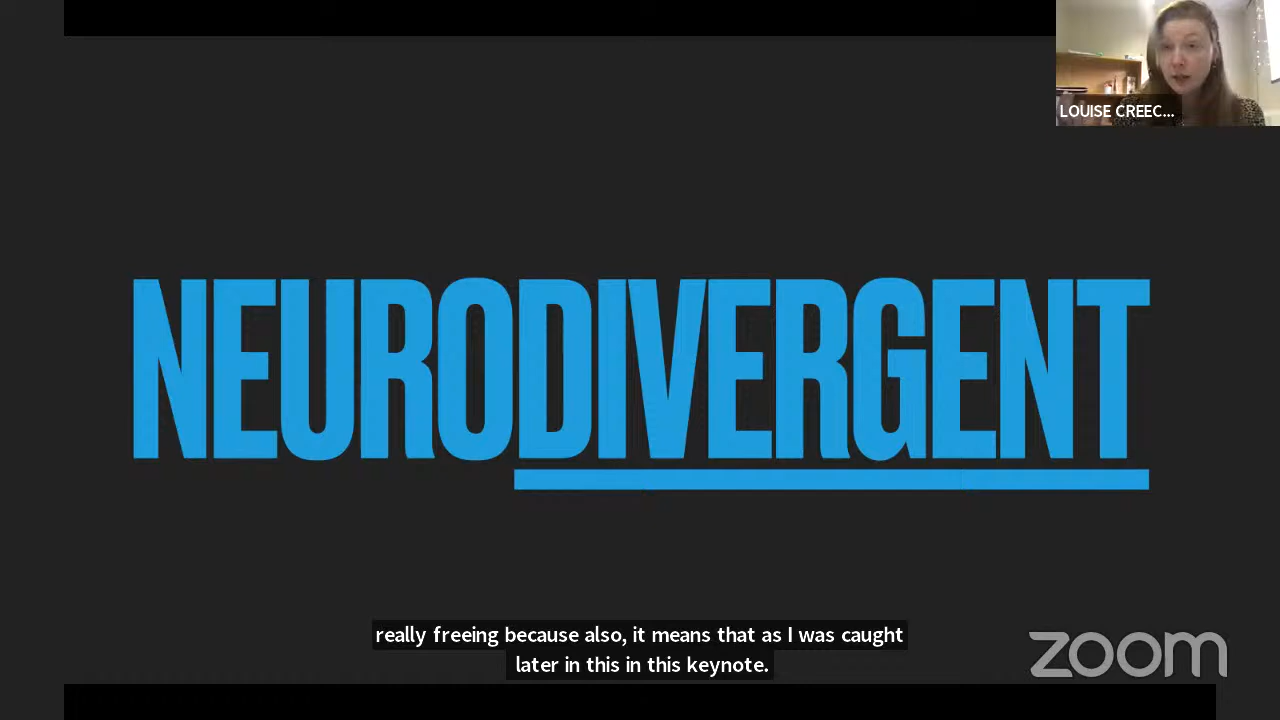 LOUISE CREEC...
NEURODIVERGENT
really freeing because also, it means that as I was caught
later in this in this keynote.
zoom